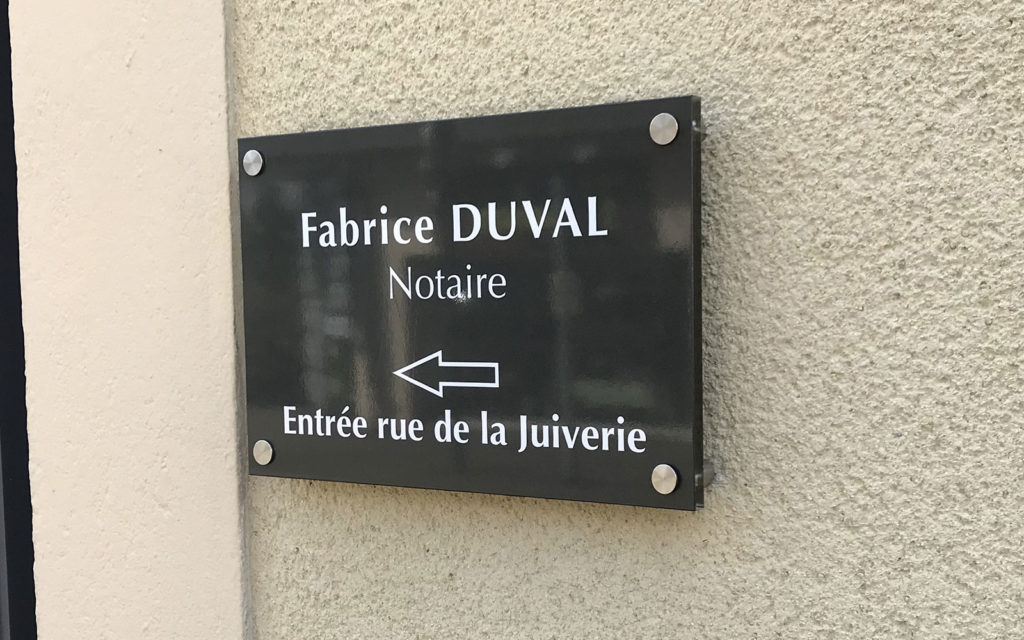 Fabrice DUVAL
Notaire
Entrée rue de la Juiverie